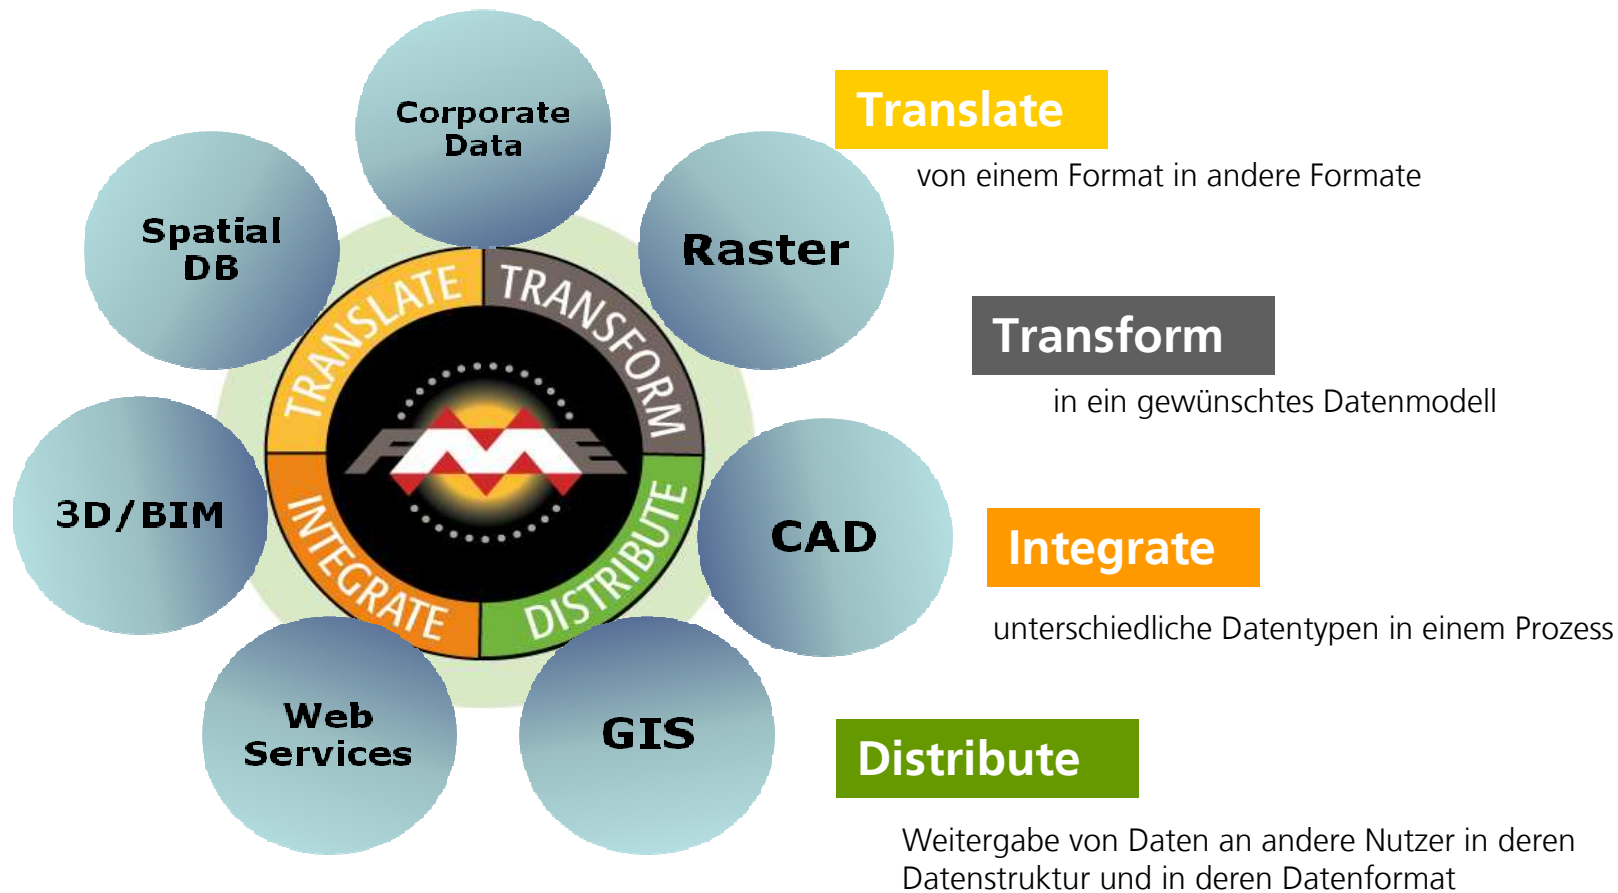 Corporate
Data
Spatial
DB
Raster
3D/BIM
CAD
Web
Services
GIS
TRANSLATE
TRANSFORM
INTEGRATE
DISTRIBUTE
FME
Translate
von einem Format in andere Formate
Transform
in ein gewünschtes Datenmodell
Integrate
unterschiedliche Datentypen in einem Prozess
Distribute
Weitergabe von Daten an andere Nutzer in deren
Datenstruktur und in deren Datenformat